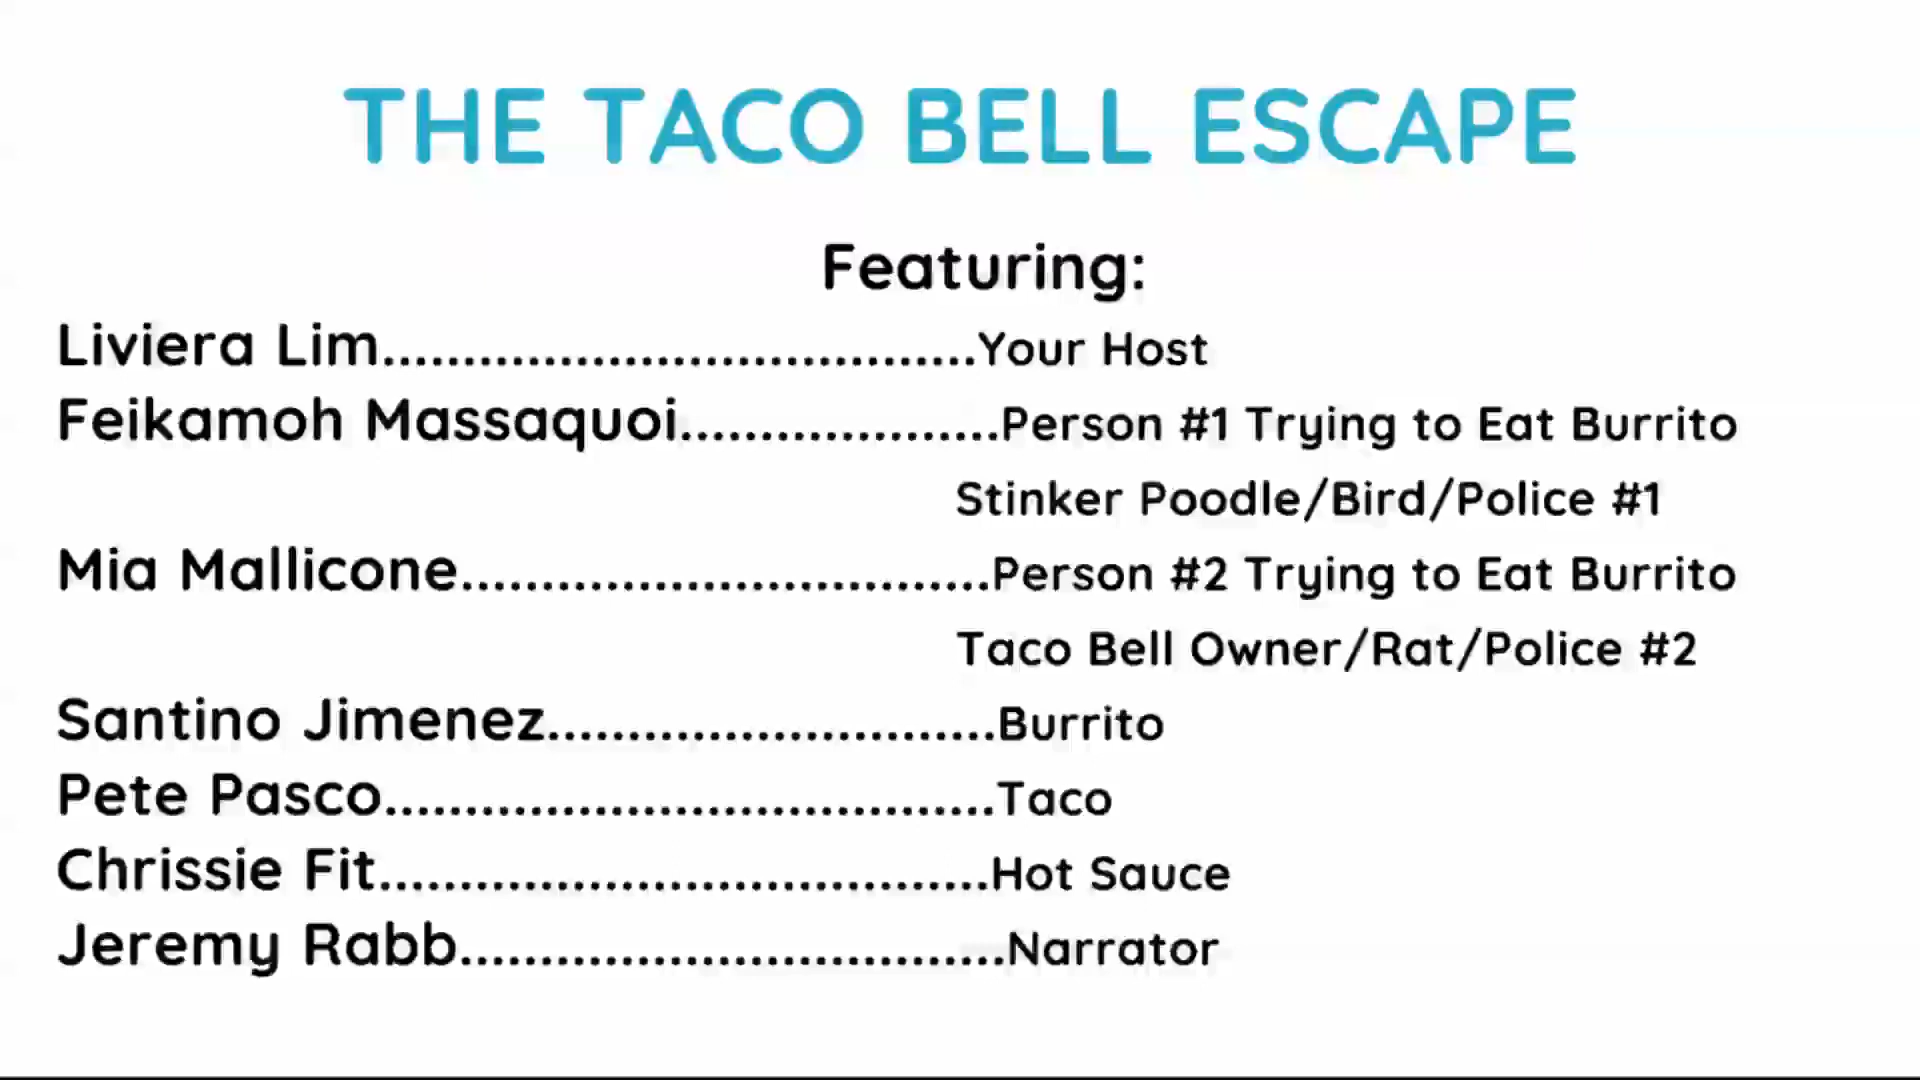 THE TACO BELL ESCAPE
Featuring:
Liviera Lim.....................................Your Host
Feikamoh Massaquoi....................Person #1 Trying to Eat Burrito
Stinker Poodle/Bird/Police #1
Mia Mallicone.................................Person #2 Trying to Eat Burrito
Taco Bell Owner/Rat/Police #2
Santino Jimenez............................Burrito
Pete Pasco......................................Taco
Chrissie Fit......................................Hot Sauce
Jeremy Rabb..................................Narrator